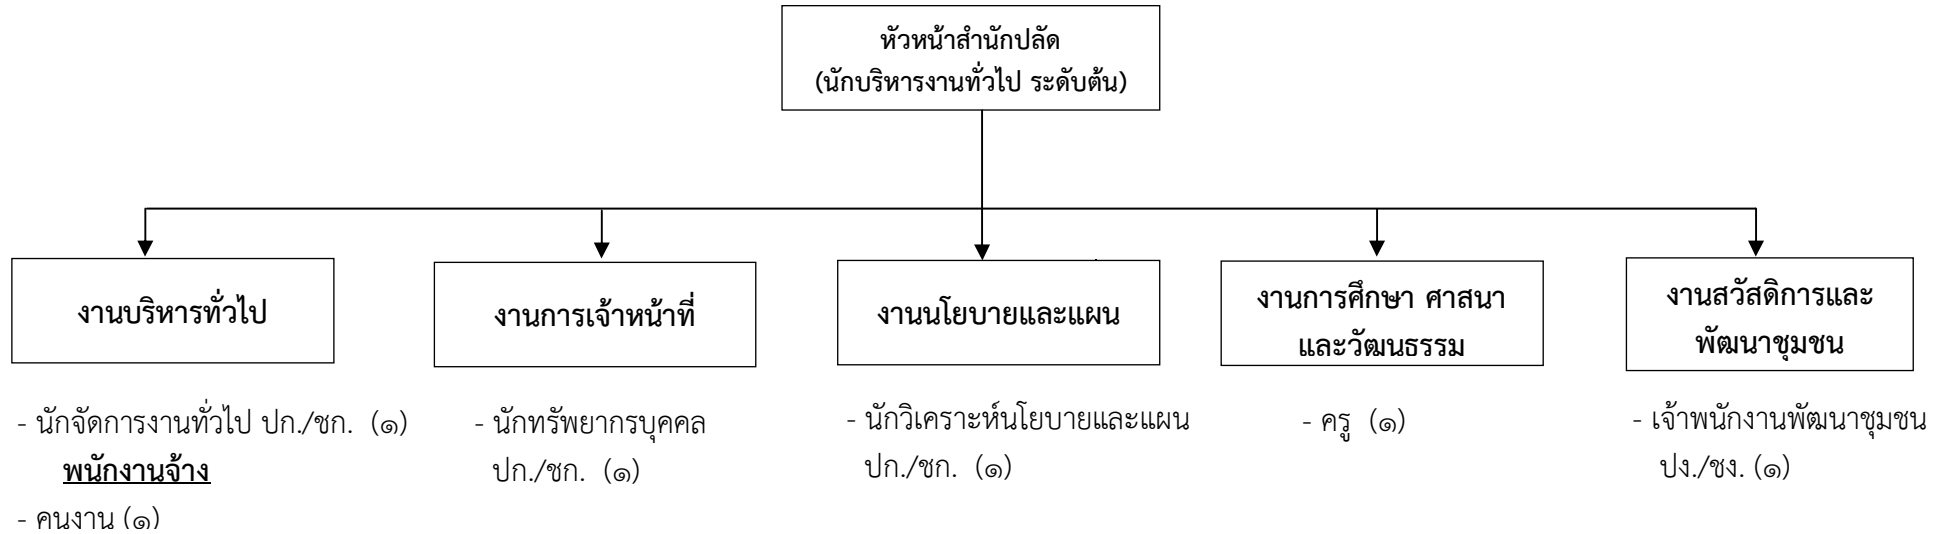 หัวหน้าสำนักปลัด
(นักบริหารงานทั่วไป ระดับต้น)
งานบริหารทั่วไป
งานการเจ้าหน้าที่
งานนโยบายและแผน
งานการศึกษา ศาสนา
และวัฒนธรรม
งานสวัสดิการและ
พัฒนาชุมชน
- นักจัดการงานทั่วไป ปก./ชก. (๑)
พนักงานจ้าง
- คนงาน (๑)
- นักทรัพยากรบุคคล
ปก./ชก. (๑)
- นักวิเคราะห์นโยบายและแผน
ปก./ชก. (๑)
- ครู (๑)
- เจ้าพนักงานพัฒนาชุมชน
ปง./ชง. (๑)